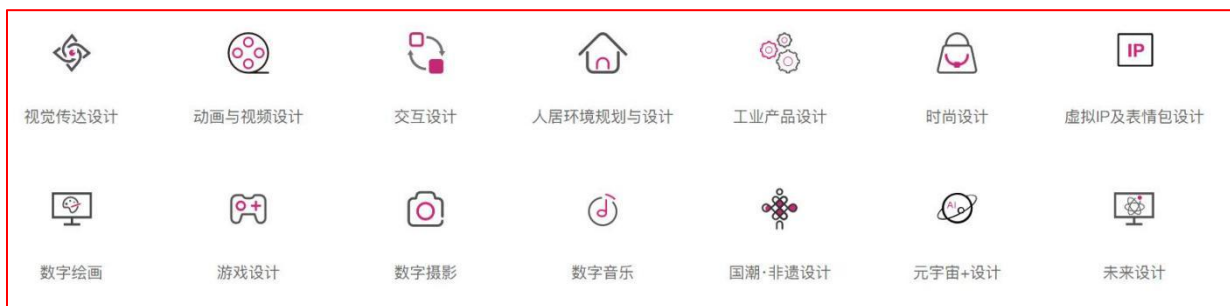 IP
视觉传达设计 动画与视频设计 交互设计 人居环境规划与设计 工业产品设计 时尚设计 虚拟IP及表情包设计
AI
数字绘画 游戏设计 数字摄影 数字音乐 国潮·非遗设计 元宇宙+设计 未来设计